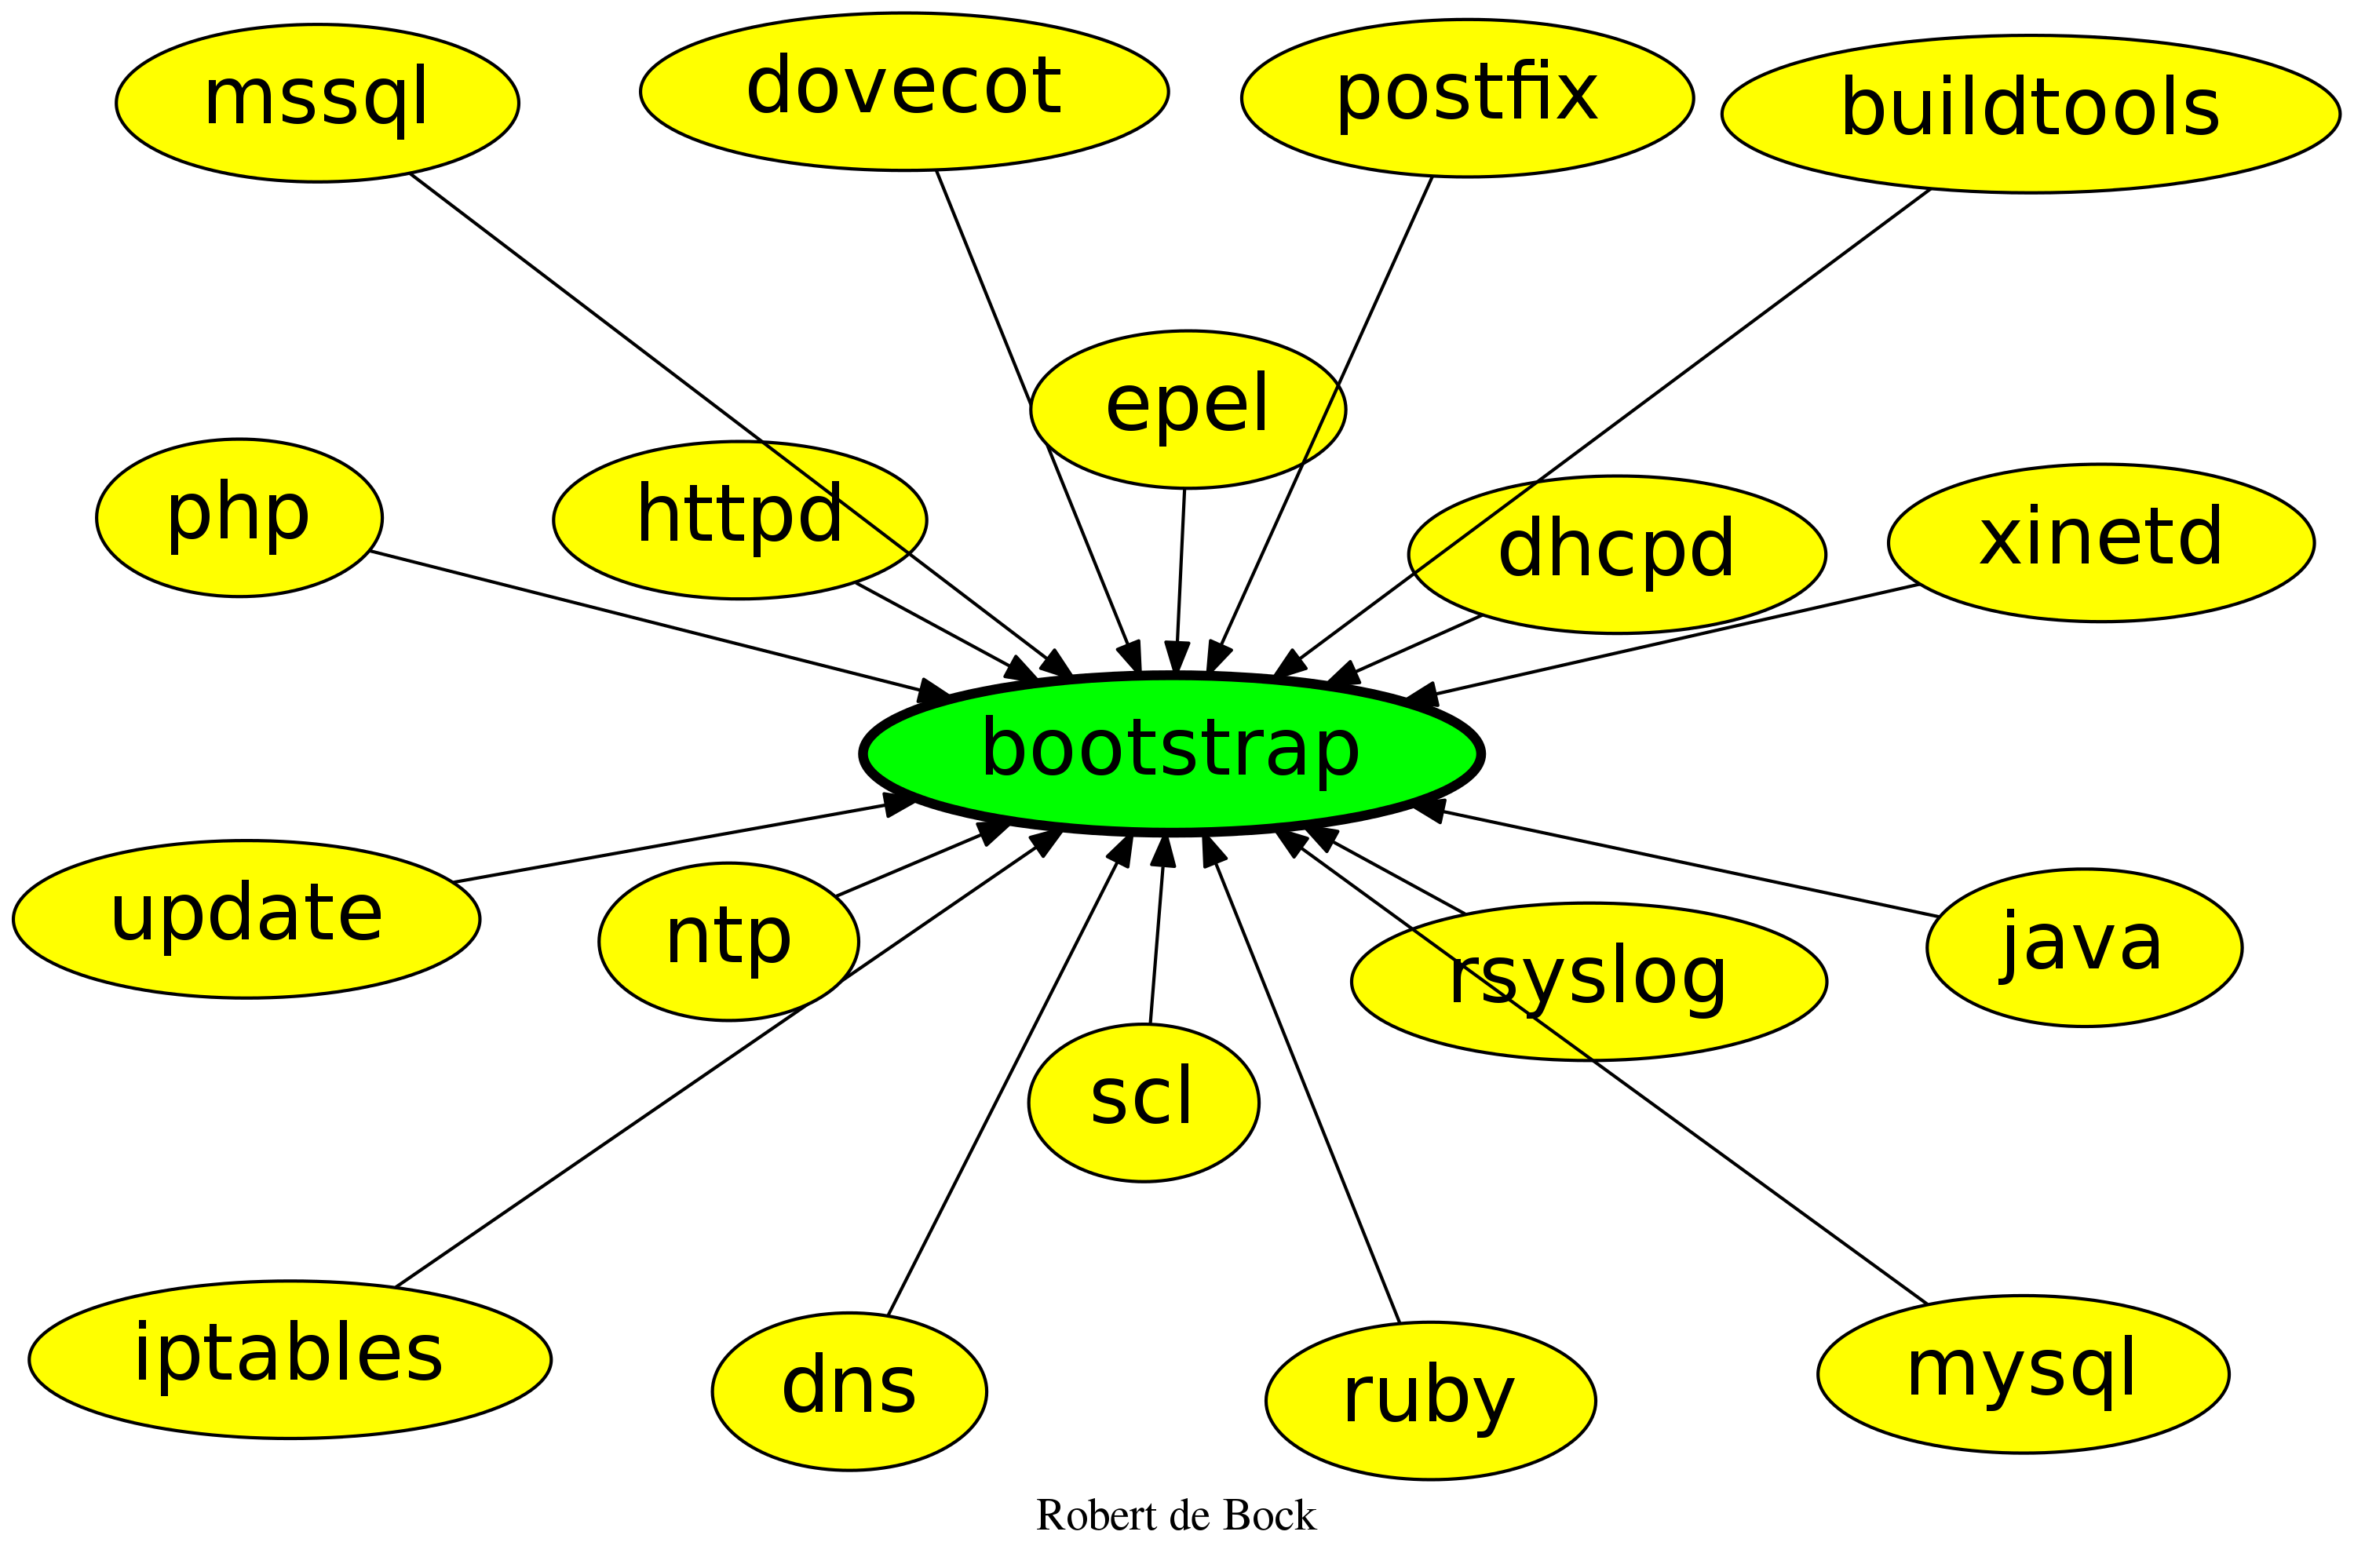 mssql
dovecot
postfix
buildtools
epel
php
httpd
dhcpd
xinetd
bootstrap
update
ntp
rsyslog
java
scl
iptables
dns
ruby
mysql
Robert de Bock